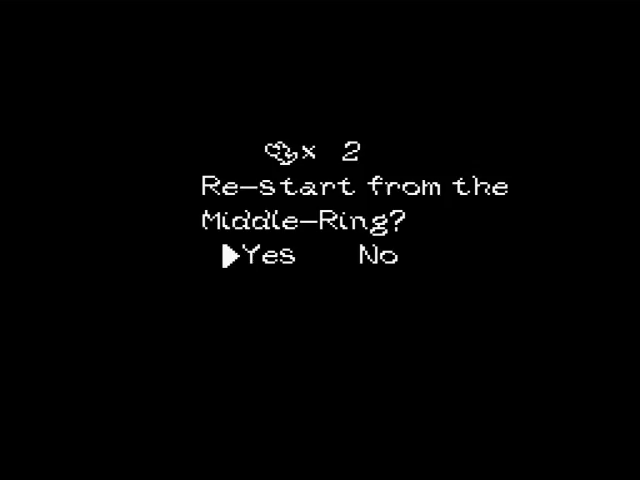 x 2
Re-start from the
Middle-Ring?
Yes No